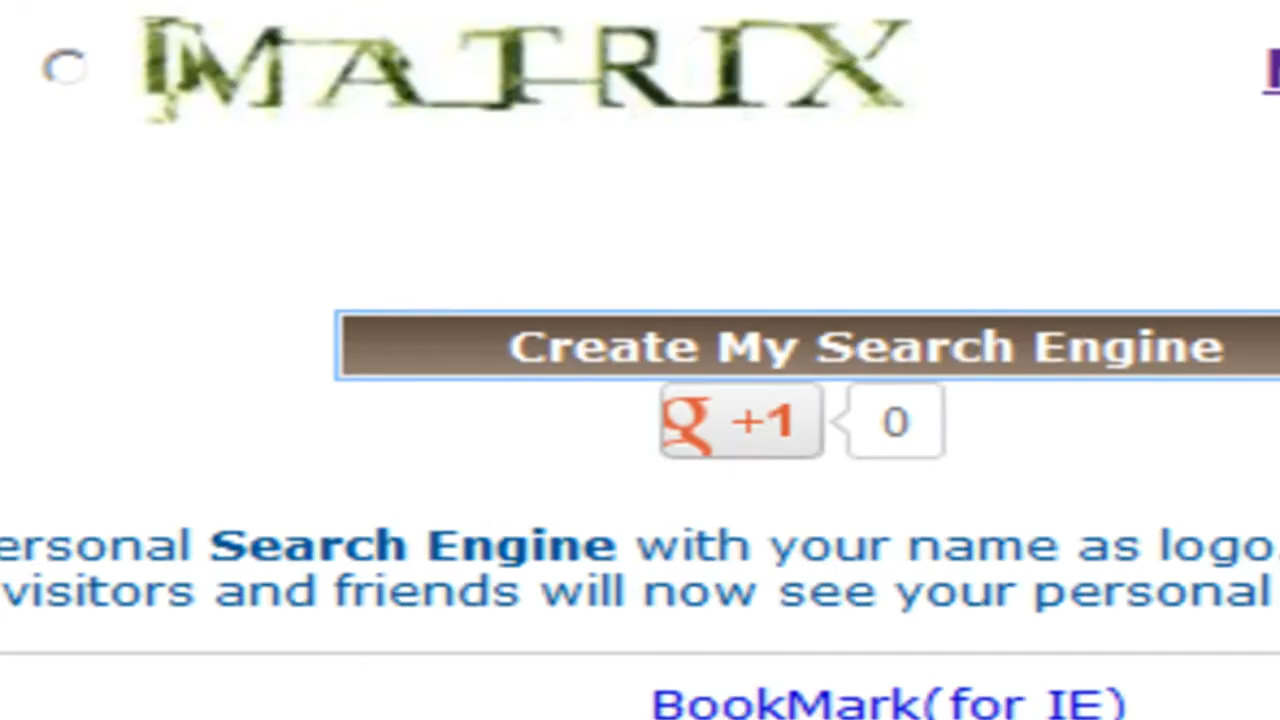 MATRIX
Create My Search Engine
g +1 0
ersonal Search Engine with your name as logo.
visitors and friends will now see your personal
BookMark(for IE)